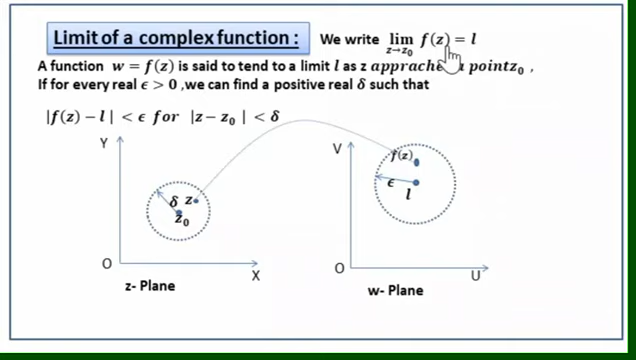 Limit of a complex function : We write lim f(z) = l
z→z₀
A function w = f(z) is said to tend to a limit l as z apprache pointz₀ ,
If for every real ϵ > 0 ,we can find a positive real δ such that
|f(z) − l| < ϵ for |z− z₀ | < δ
Y
δ z
z₀
O
X
z- Plane
V
f(z)
ϵ
l
O
U
w- Plane